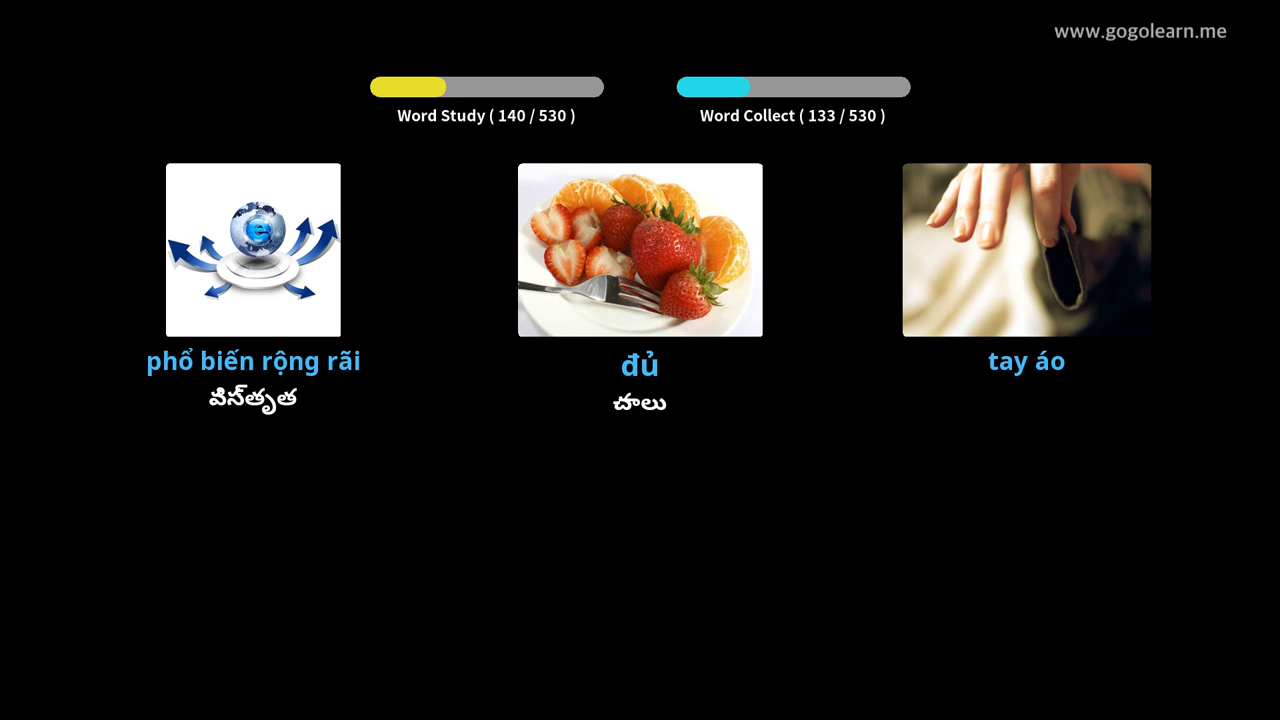 www.gogolearn.me
Word Study ( 140 / 530 )
Word Collect ( 133 / 530 )
phổ biến rộng rãi
విస్తృత
đủ
చాలు
tay áo